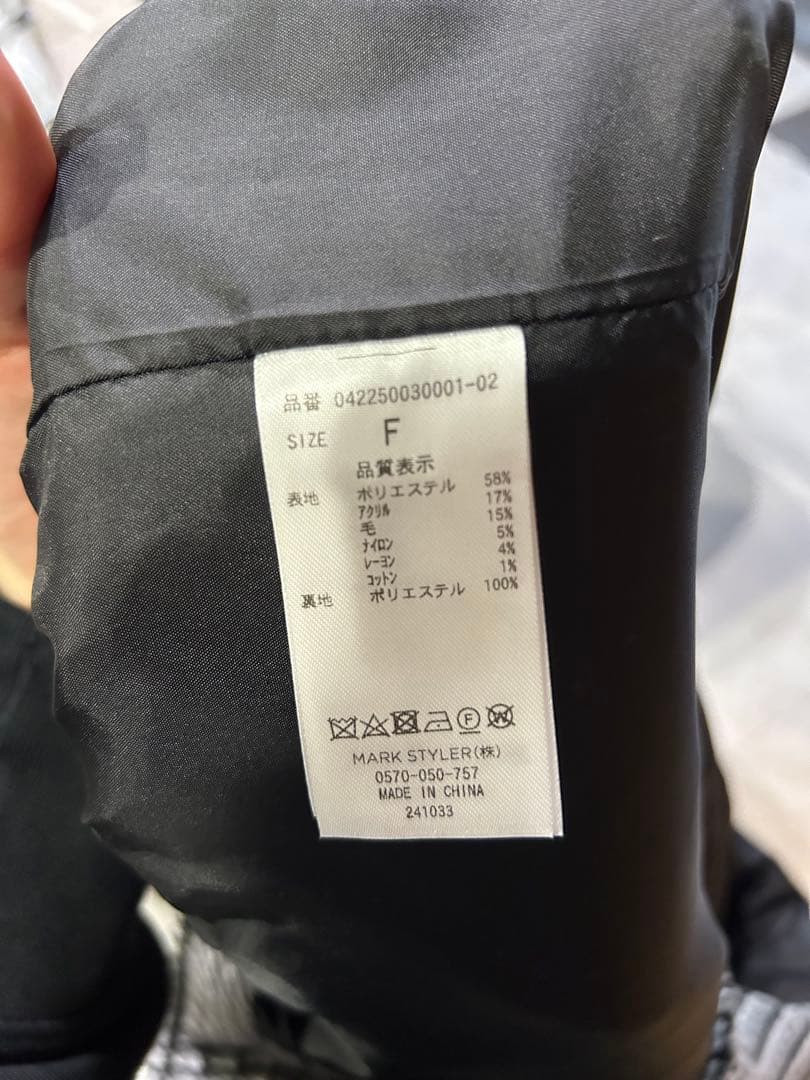 品番 042250030001-02
SIZE F
品質表示
表地 ポリエステル 58%
アクリル 17%
毛 15%
ナイロン 5%
レーヨン 4%
コットン 1%
裏地 ポリエステル 100%
F W
MARK STYLER(株)
0570-050-757
MADE IN CHINA
241033